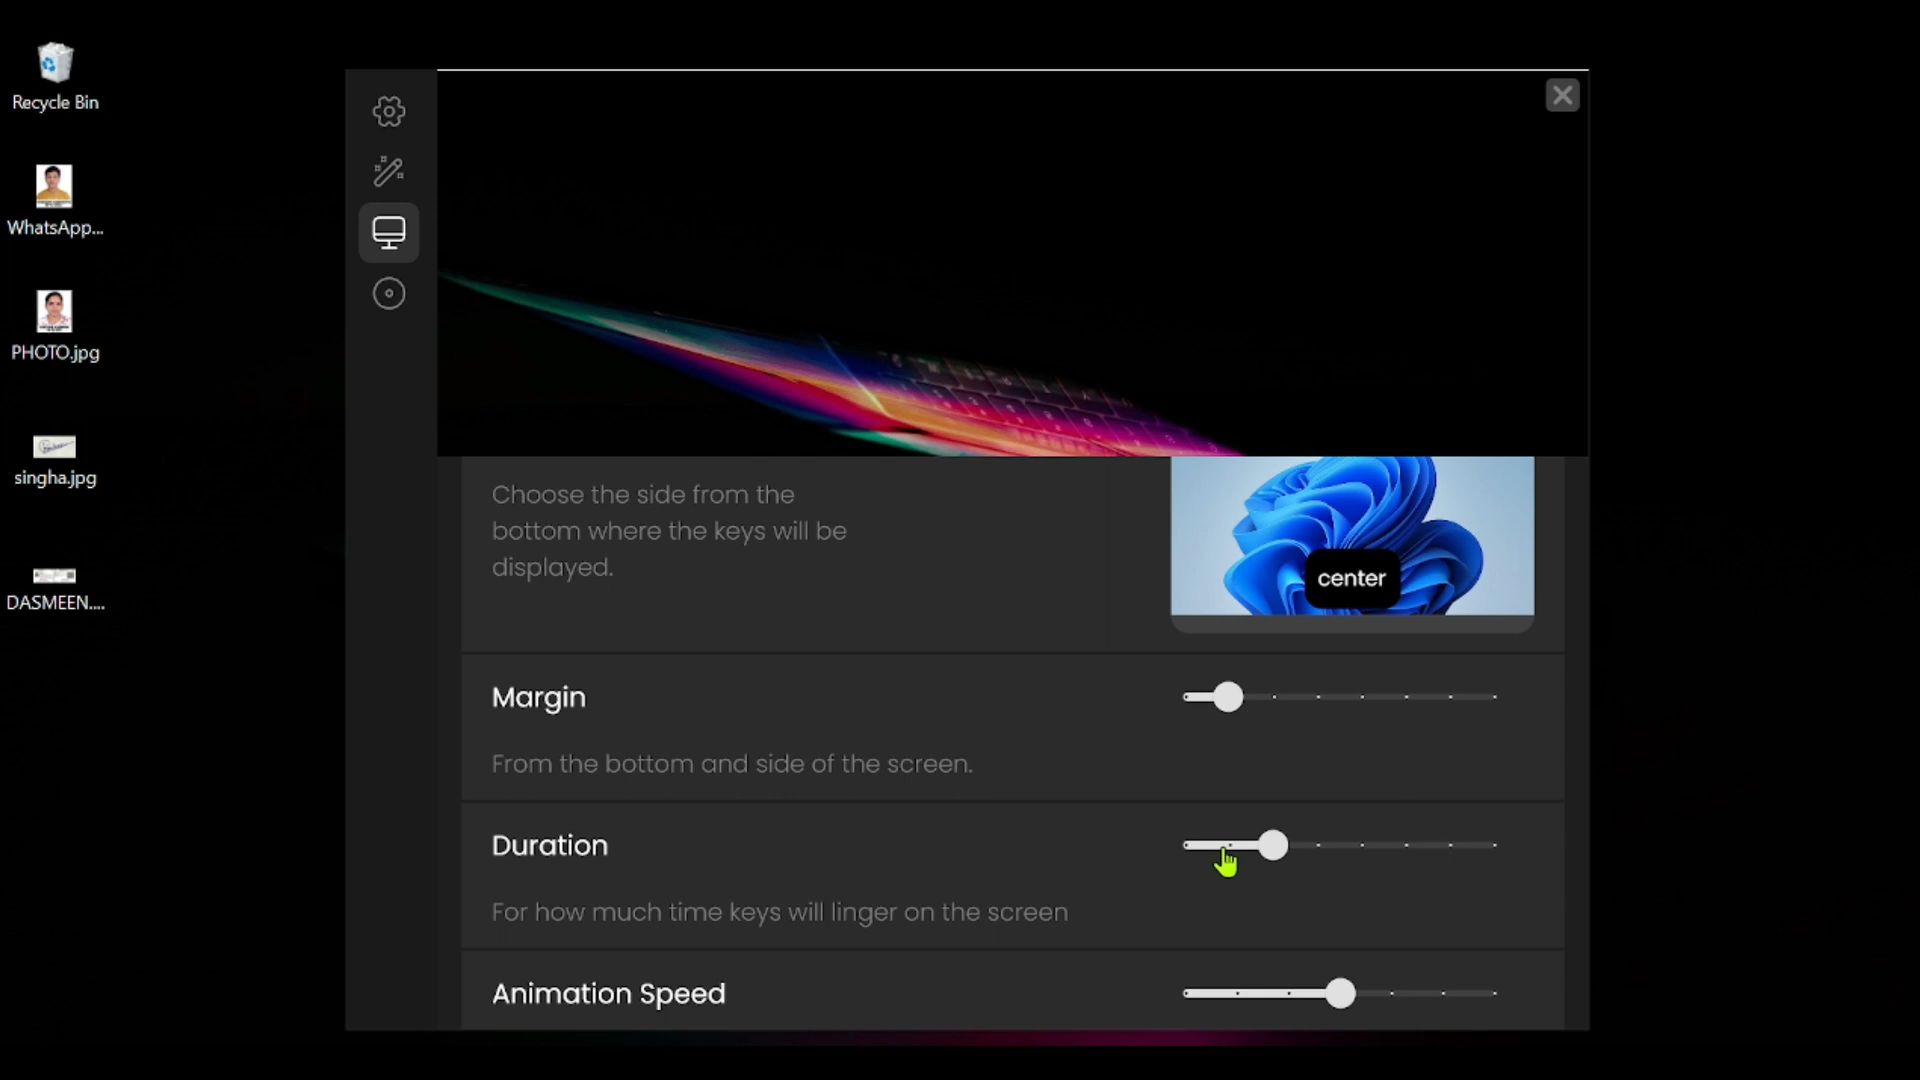 Recycle Bin
WhatsApp...
PHOTO.jpg
singha.jpg
DASMEEN....
Choose the side from the
bottom where the keys will be
displayed.
center
Margin
From the bottom and side of the screen.
Duration
For how much time keys will linger on the screen
Animation Speed